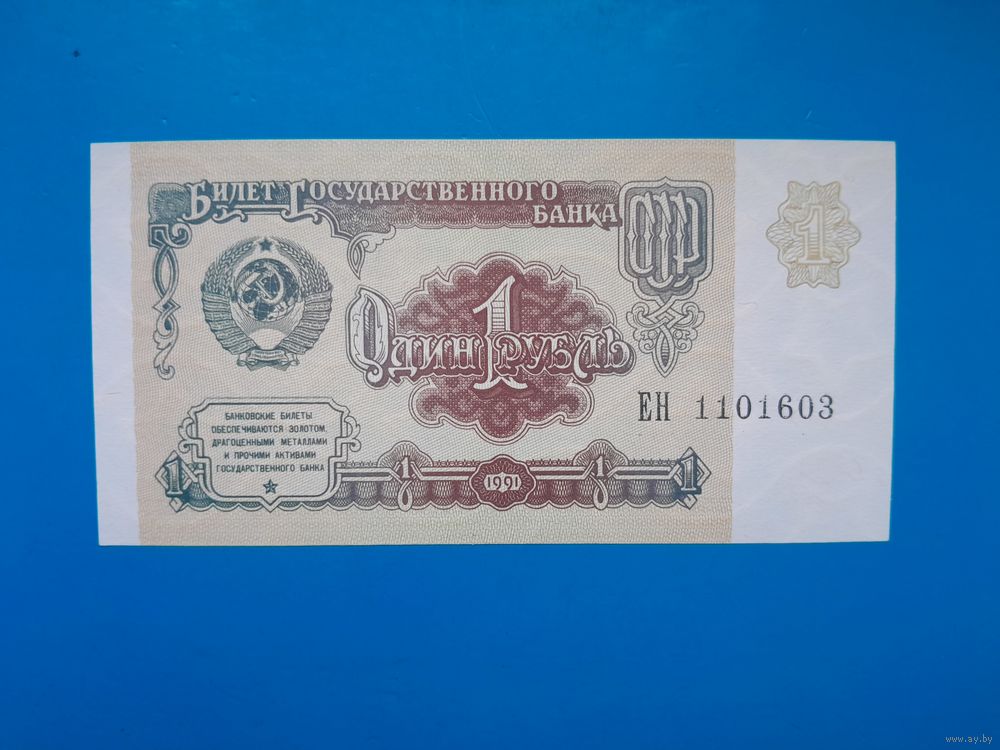 Билет Государственного
Банка
СССР
1
Один 1 рубль
ЕН 1101603
БАНКОВСКИЕ БИЛЕТЫ
ОБЕСПЕЧИВАЮТСЯ ЗОЛОТОМ,
ДРАГОЦЕННЫМИ МЕТАЛЛАМИ
И ПРОЧИМИ АКТИВАМИ
ГОСУДАРСТВЕННОГО БАНКА
1 1 1991 1 1
www.ay.by